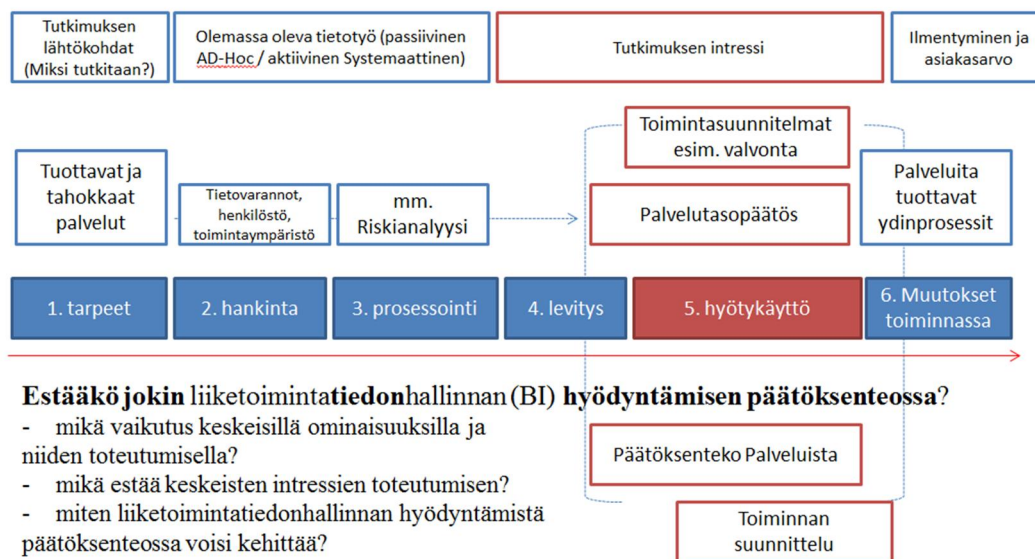 Tutkimuksen
lähtökohdat
(Miksi tutkitaan?)
Olemassa oleva tietotyö (passiivinen
AD-Hoc / aktiivinen Systemaattinen)
Tutkimuksen intressi
Ilmentyminen ja
asiakasarvo
Tuottavat ja
tahokkaat
palvelut
Tietovarannot,
henkilöstö,
toimintaympäristö
mm.
Riskianalyysi
Toimintasuunnitelmat
esim. valvonta
Palvelutasopäätös
Palveluita
tuottavat
ydinprosessit
1. tarpeet
2. hankinta
3. prosessointi
4. levitys
5. hyötykäyttö
6. Muutokset
toiminnassa
Estääkö jokin liiketoimintatiedonhallinnan (BI) hyödyntämisen päätöksenteossa?
- mikä vaikutus keskeisillä ominaisuuksilla ja
niiden toteutumisella?
- mikä estää keskeisten intressien toteutumisen?
- miten liiketoimintatiedonhallinnan hyödyntämistä
päätöksenteossa voisi kehittää?
Päätöksenteko Palveluista
Toiminnan
suunnittelu